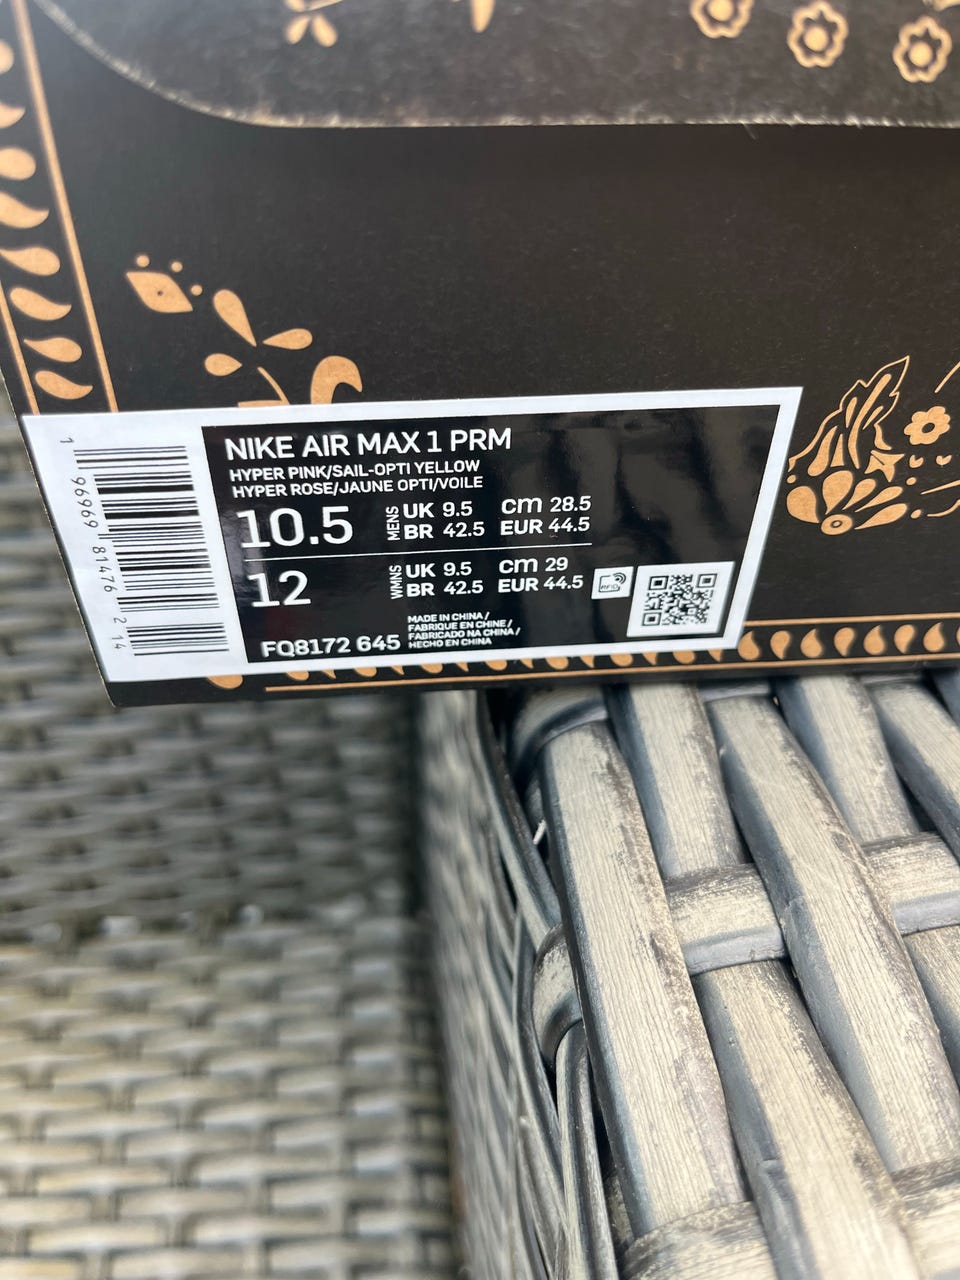 NIKE AIR MAX 1 PRM
HYPER PINK/SAIL-OPTI YELLOW
HYPER ROSE/JAUNE OPTI/VOILE
10.5 MENS UK 9.5 cm 28.5
BR 42.5 EUR 44.5
12 WMNS UK 9.5 cm 29
BR 42.5 EUR 44.5
RFID
FQ8172 645
MADE IN CHINA /
FABRIQUE EN CHINE /
FABRICADO NA CHINA /
HECHO EN CHINA
1 96969 81476 2 14